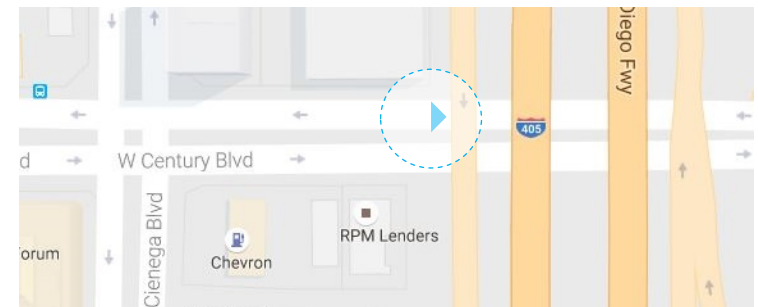 Diego Fwy
405
d
W Century Blvd
Cienega Blvd
RPM Lenders
orum
Chevron